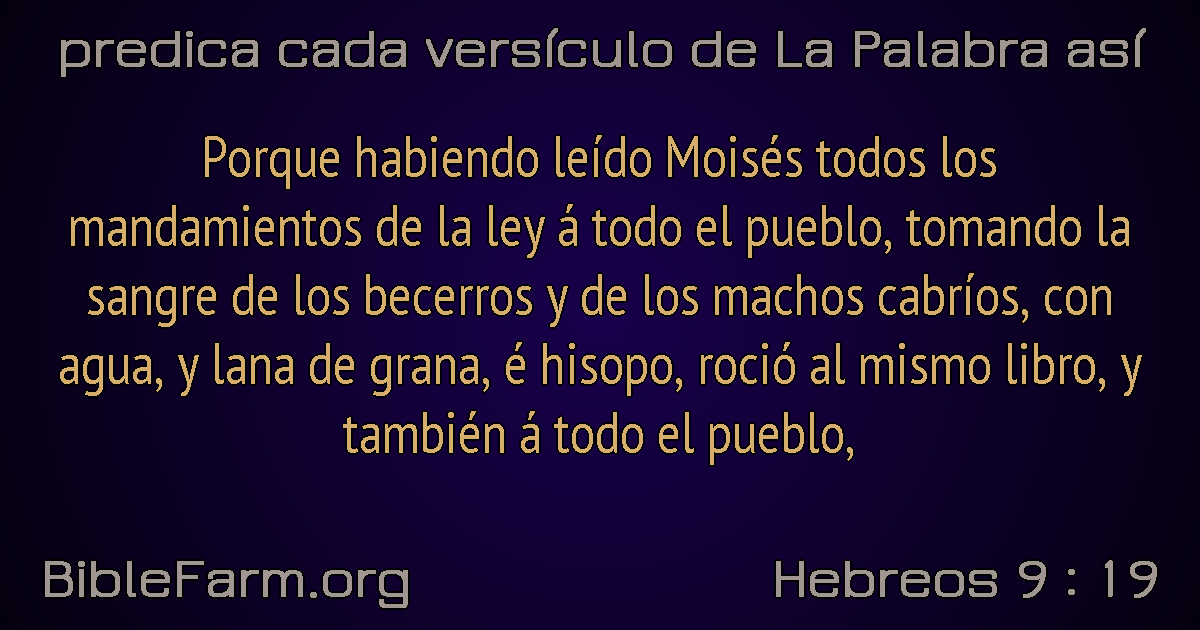 predica cada versículo de La Palabra así
Porque habiendo leído Moisés todos los
mandamientos de la ley á todo el pueblo, tomando la
sangre de los becerros y de los machos cabríos, con
agua, y lana de grana, é hisopo, roció al mismo libro, y
también á todo el pueblo,
BibleFarm.org
Hebreos 9 : 19